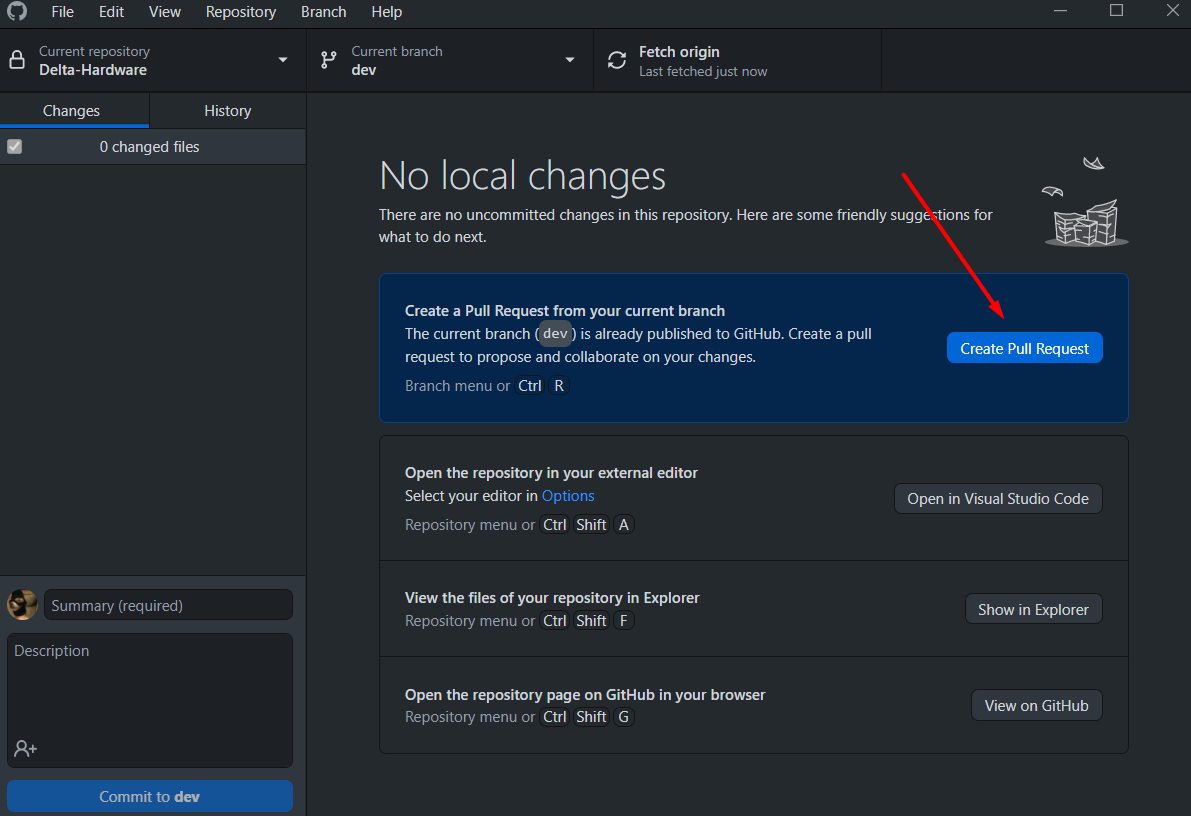 File Edit View Repository Branch Help
Current repository
Delta-Hardware
Current branch
dev
Fetch origin
Last fetched just now
Changes
History
0 changed files
No local changes
There are no uncommitted changes in this repository. Here are some friendly suggestions for
what to do next.
Create a Pull Request from your current branch
The current branch ( dev ) is already published to GitHub. Create a pull
request to propose and collaborate on your changes.
Branch menu or Ctrl R
Create Pull Request
Open the repository in your external editor
Select your editor in Options
Repository menu or Ctrl Shift A
Open in Visual Studio Code
View the files of your repository in Explorer
Repository menu or Ctrl Shift F
Show in Explorer
Open the repository page on GitHub in your browser
Repository menu or Ctrl Shift G
View on GitHub
Summary (required)
Description
Commit to dev